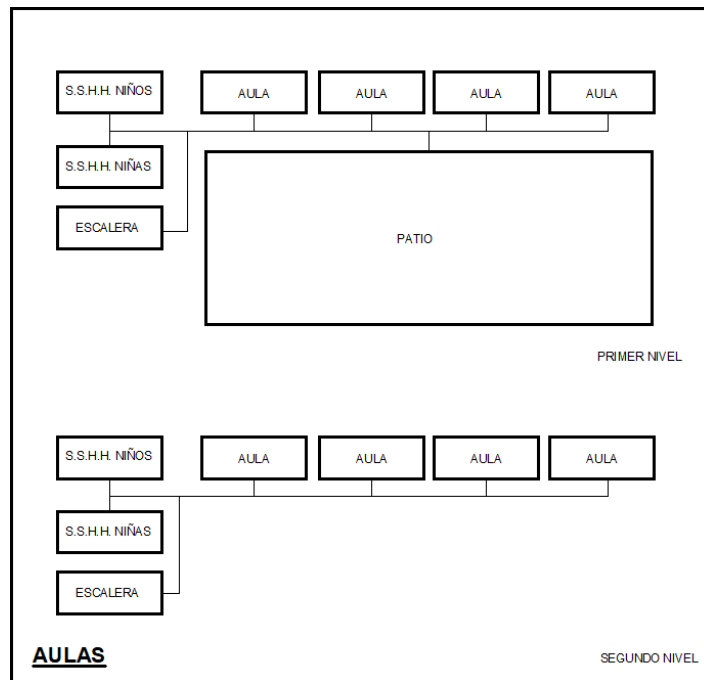 S.S.H.H. NIÑOS
AULA
AULA
AULA
AULA
S.S.H.H. NIÑAS
ESCALERA
PATIO
PRIMER NIVEL
S.S.H.H. NIÑOS
AULA
AULA
AULA
AULA
S.S.H.H. NIÑAS
ESCALERA
AULAS
SEGUNDO NIVEL